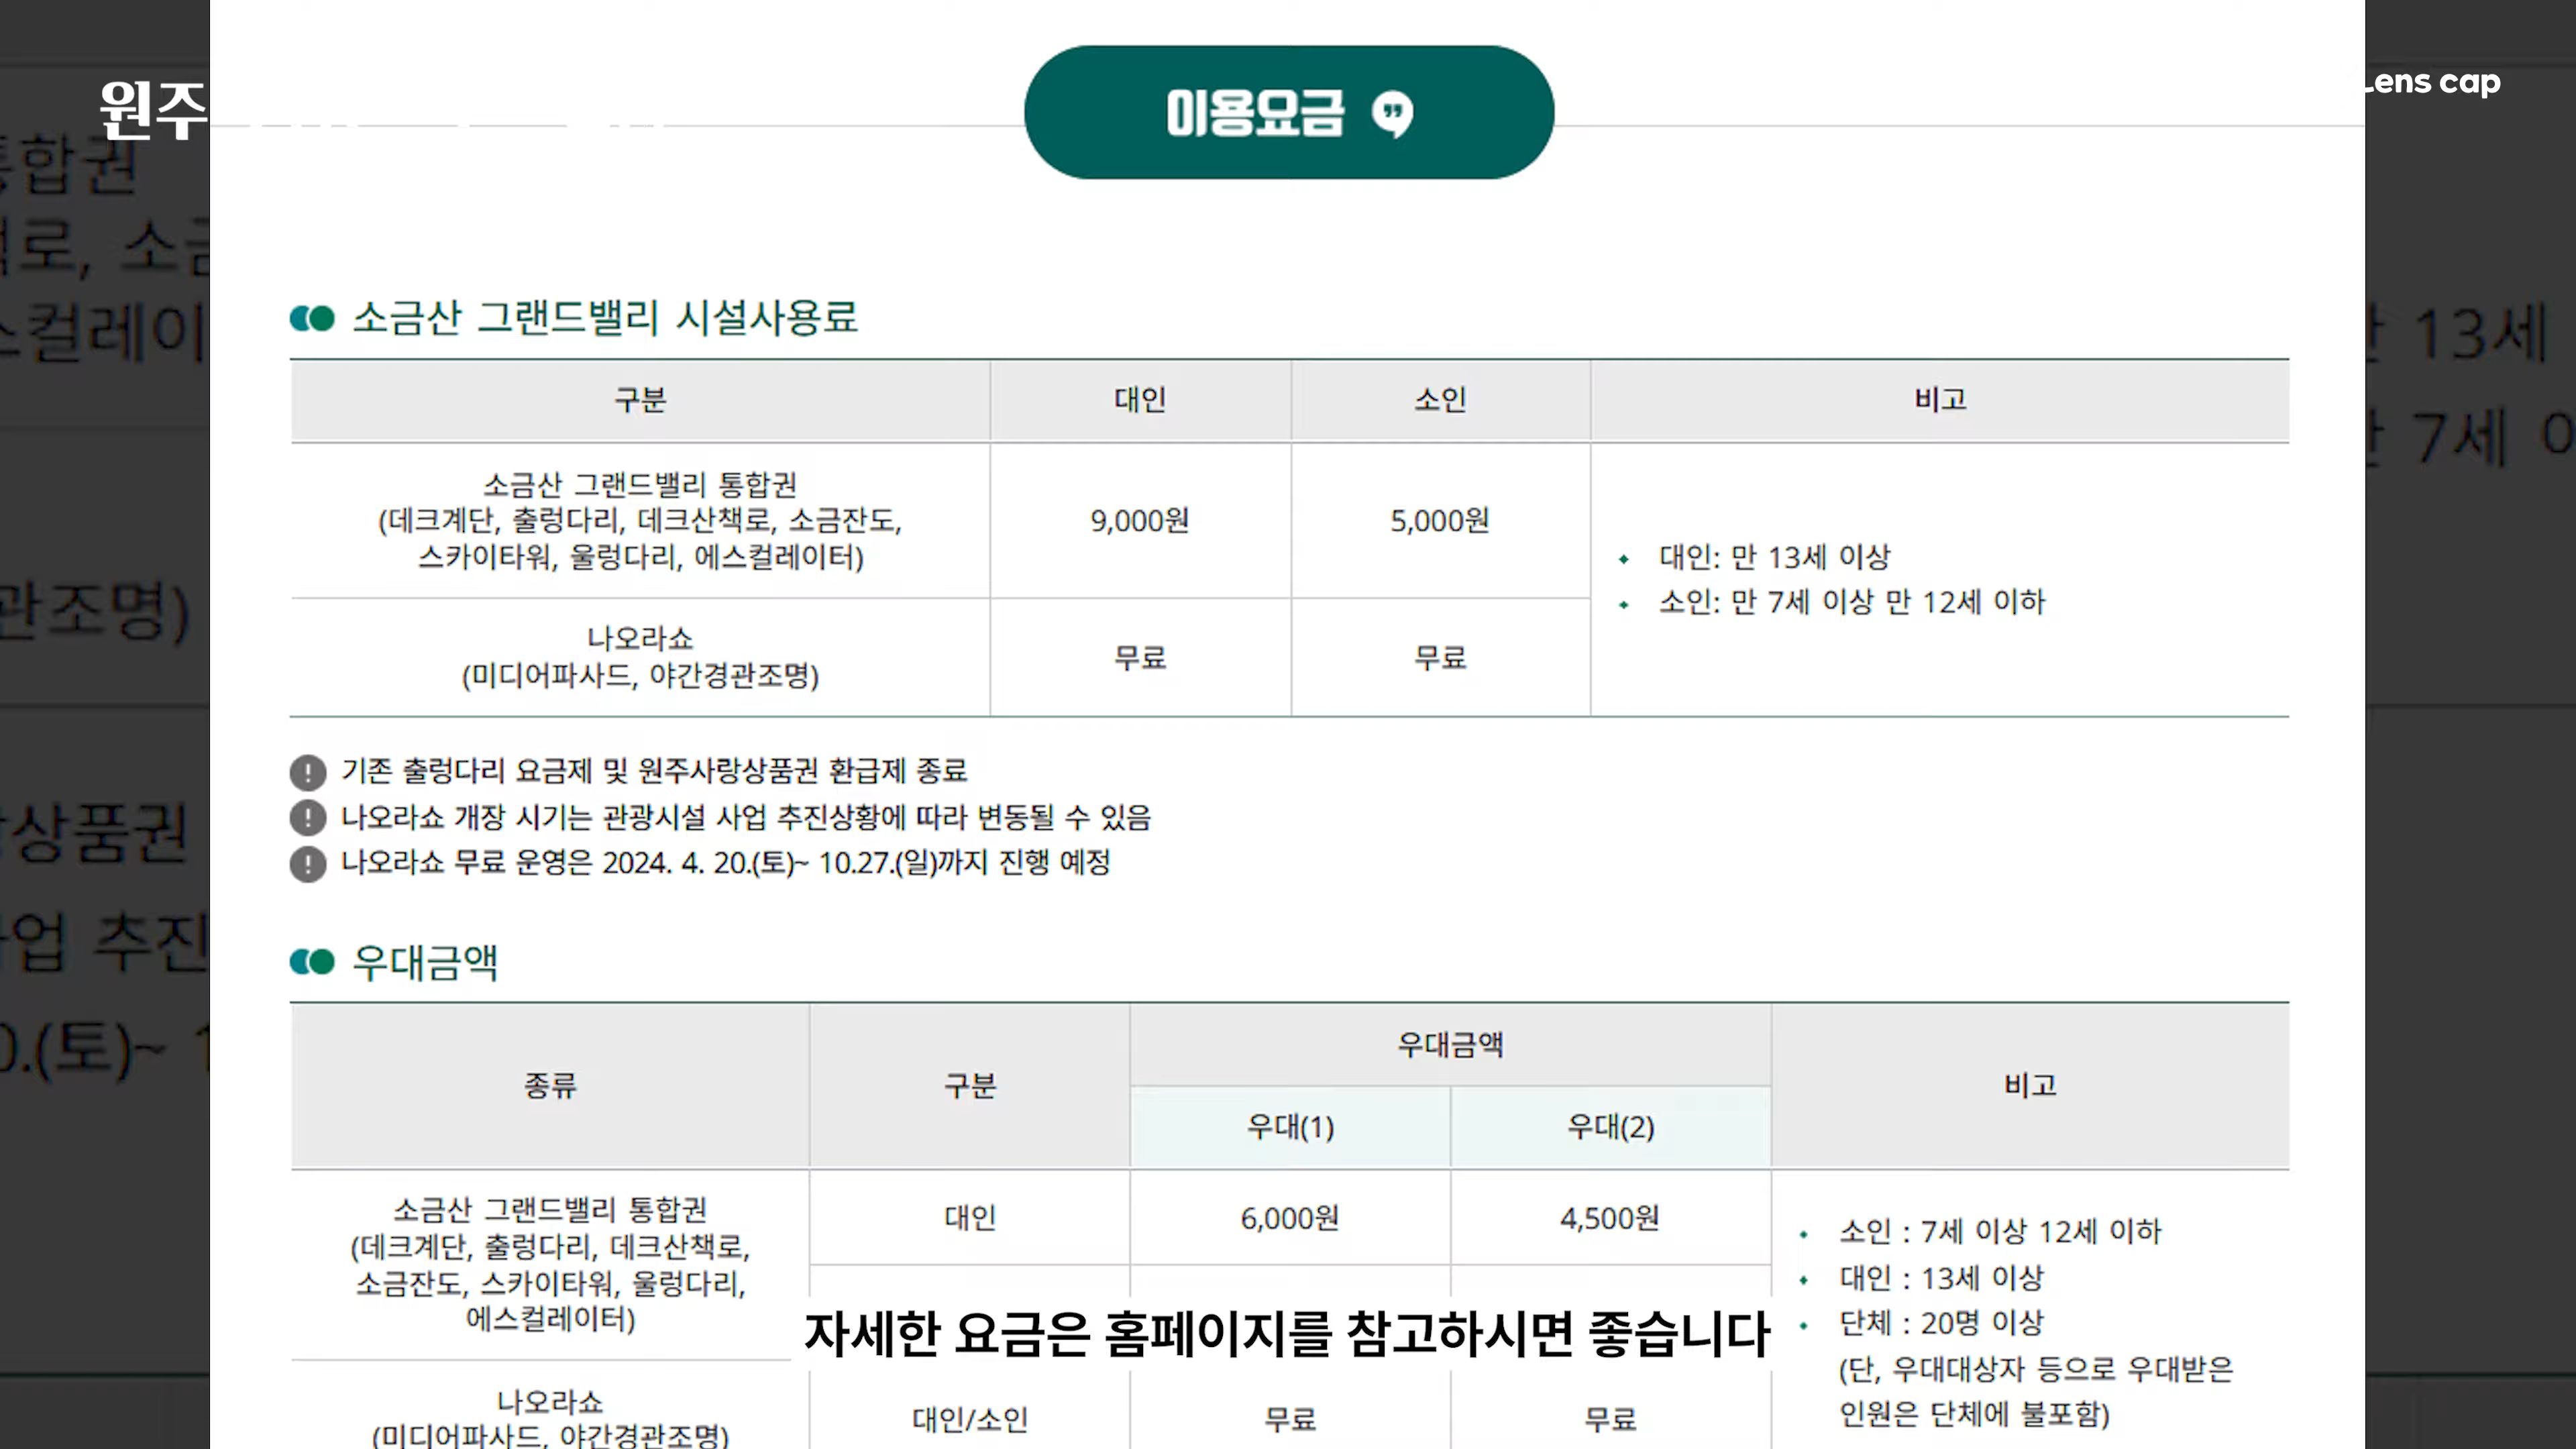 원주
Lens cap
이용요금
소금산 그랜드밸리 시설사용료
구분 대인 소인 비고
소금산 그랜드밸리 통합권
(데크계단, 출렁다리, 데크산책로, 소금잔도,
스카이타워, 울렁다리, 에스컬레이터)
9,000원 5,000원
대인: 만 13세 이상
소인: 만 7세 이상 만 12세 이하
나오라쇼
(미디어파사드, 야간경관조명)
무료 무료
기존 출렁다리 요금제 및 원주사랑상품권 환급제 종료
나오라쇼 개장 시기는 관광시설 사업 추진상황에 따라 변동될 수 있음
나오라쇼 무료 운영은 2024. 4. 20.(토)~ 10.27.(일)까지 진행 예정
우대금액
종류 구분 우대금액 비고
우대(1) 우대(2)
소금산 그랜드밸리 통합권
(데크계단, 출렁다리, 데크산책로,
소금잔도, 스카이타워, 울렁다리,
에스컬레이터)
대인 6,000원 4,500원
소인 : 7세 이상 12세 이하
대인 : 13세 이상
단체 : 20명 이상
(단, 우대대상자 등으로 우대받은
인원은 단체에 불포함)
자세한 요금은 홈페이지를 참고하시면 좋습니다
나오라쇼
(미디어파사드, 야간경관조명)
대인/소인 무료 무료